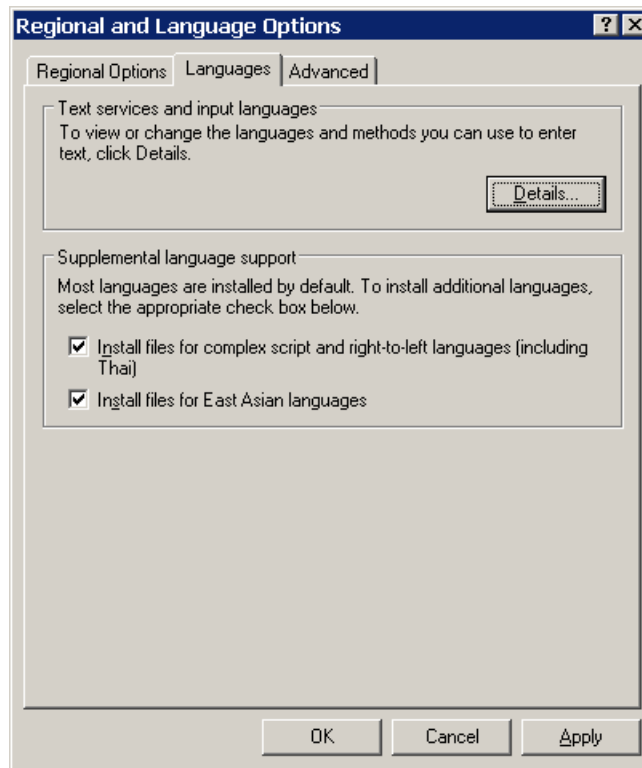 Regional and Language Options
Regional Options Languages Advanced
Text services and input languages
To view or change the languages and methods you can use to enter
text, click Details.
Details...
Supplemental language support
Most languages are installed by default. To install additional languages,
select the appropriate check box below.
Install files for complex script and right-to-left languages (including
Thai)
Install files for East Asian languages
OK Cancel Apply